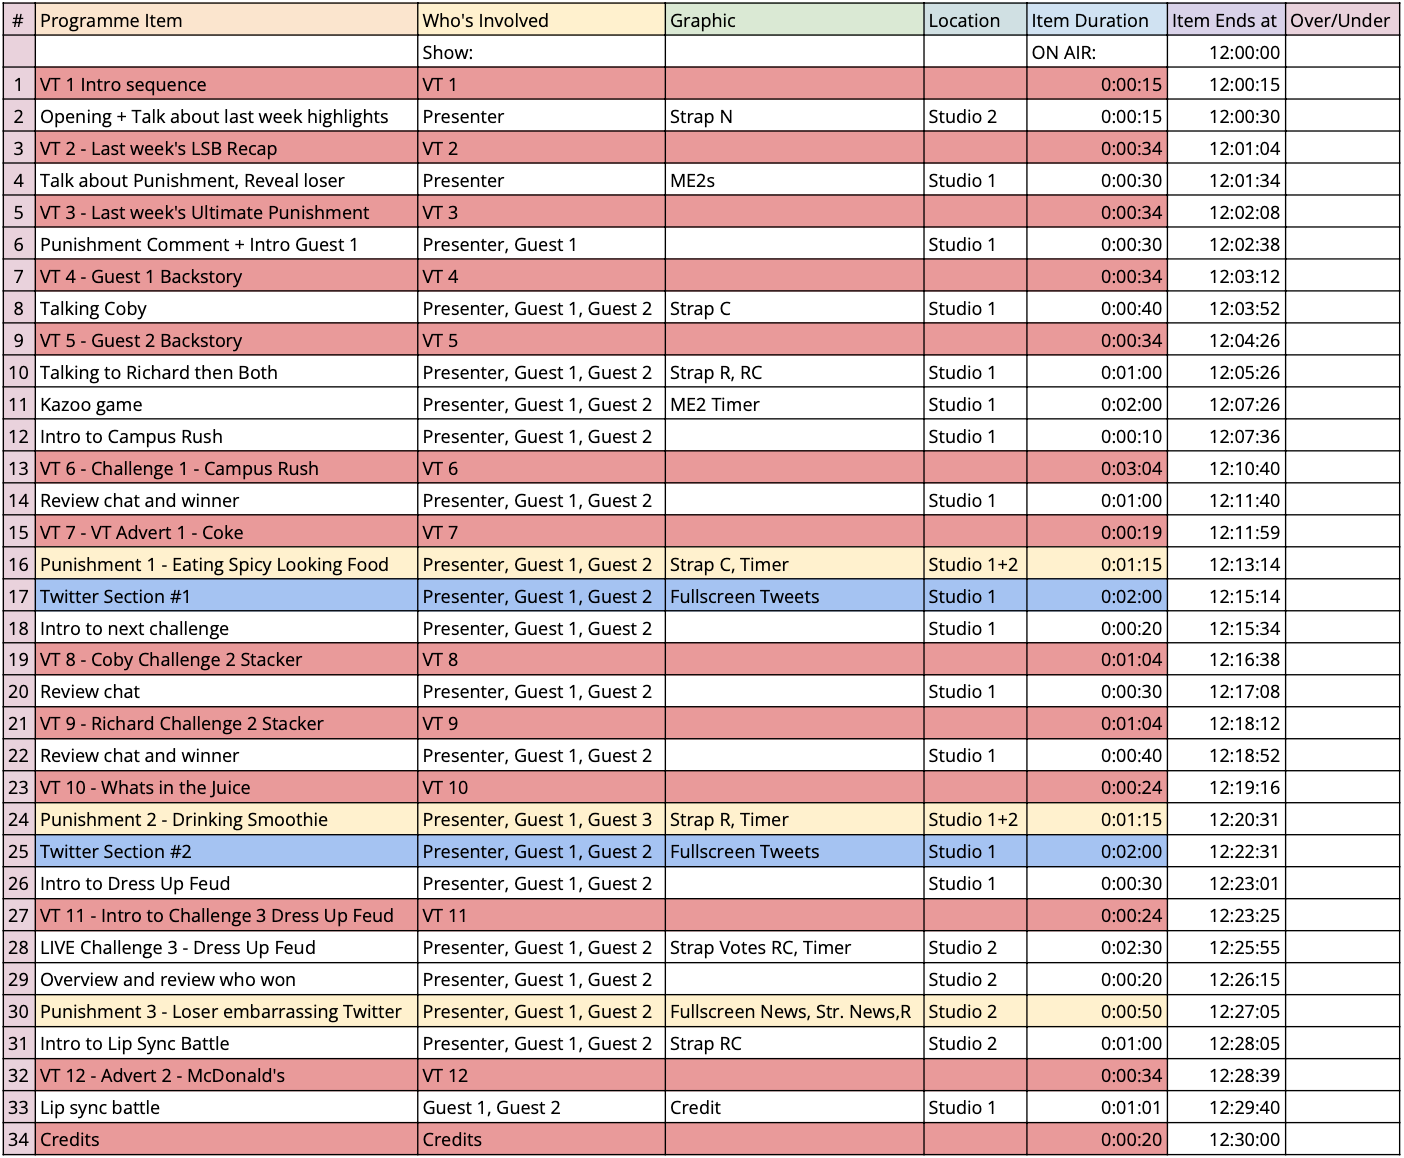 # Programme Item Who's Involved Graphic Location Item Duration Item Ends at Over/Under
Show: ON AIR: 12:00:00
1 VT 1 Intro sequence VT 1 0:00:15 12:00:15
2 Opening + Talk about last week highlights Presenter Strap N Studio 2 0:00:15 12:00:30
3 VT 2 - Last week's LSB Recap VT 2 0:00:34 12:01:04
4 Talk about Punishment, Reveal loser Presenter ME2s Studio 1 0:00:30 12:01:34
5 VT 3 - Last week's Ultimate Punishment VT 3 0:00:34 12:02:08
6 Punishment Comment + Intro Guest 1 Presenter, Guest 1 Studio 1 0:00:30 12:02:38
7 VT 4 - Guest 1 Backstory VT 4 0:00:34 12:03:12
8 Talking Coby Presenter, Guest 1, Guest 2 Strap C Studio 1 0:00:40 12:03:52
9 VT 5 - Guest 2 Backstory VT 5 0:00:34 12:04:26
10 Talking to Richard then Both Presenter, Guest 1, Guest 2 Strap R, RC Studio 1 0:01:00 12:05:26
11 Kazoo game Presenter, Guest 1, Guest 2 ME2 Timer Studio 1 0:02:00 12:07:26
12 Intro to Campus Rush Presenter, Guest 1, Guest 2 Studio 1 0:00:10 12:07:36
13 VT 6 - Challenge 1 - Campus Rush VT 6 0:03:04 12:10:40
14 Review chat and winner Presenter, Guest 1, Guest 2 Studio 1 0:01:00 12:11:40
15 VT 7 - VT Advert 1 - Coke VT 7 0:00:19 12:11:59
16 Punishment 1 - Eating Spicy Looking Food Presenter, Guest 1, Guest 2 Strap C, Timer Studio 1+2 0:01:15 12:13:14
17 Twitter Section #1 Presenter, Guest 1, Guest 2 Fullscreen Tweets Studio 1 0:02:00 12:15:14
18 Intro to next challenge Presenter, Guest 1, Guest 2 Studio 1 0:00:20 12:15:34
19 VT 8 - Coby Challenge 2 Stacker VT 8 0:01:04 12:16:38
20 Review chat Presenter, Guest 1, Guest 2 Studio 1 0:00:30 12:17:08
21 VT 9 - Richard Challenge 2 Stacker VT 9 0:01:04 12:18:12
22 Review chat and winner Presenter, Guest 1, Guest 2 Studio 1 0:00:40 12:18:52
23 VT 10 - Whats in the Juice VT 10 0:00:24 12:19:16
24 Punishment 2 - Drinking Smoothie Presenter, Guest 1, Guest 3 Strap R, Timer Studio 1+2 0:01:15 12:20:31
25 Twitter Section #2 Presenter, Guest 1, Guest 2 Fullscreen Tweets Studio 1 0:02:00 12:22:31
26 Intro to Dress Up Feud Presenter, Guest 1, Guest 2 Studio 1 0:00:30 12:23:01
27 VT 11 - Intro to Challenge 3 Dress Up Feud VT 11 0:00:24 12:23:25
28 LIVE Challenge 3 - Dress Up Feud Presenter, Guest 1, Guest 2 Strap Votes RC, Timer Studio 2 0:02:30 12:25:55
29 Overview and review who won Presenter, Guest 1, Guest 2 Studio 2 0:00:20 12:26:15
30 Punishment 3 - Loser embarrassing Twitter Presenter, Guest 1, Guest 2 Fullscreen News, Str. News,R Studio 2 0:00:50 12:27:05
31 Intro to Lip Sync Battle Presenter, Guest 1, Guest 2 Strap RC Studio 2 0:01:00 12:28:05
32 VT 12 - Advert 2 - McDonald's VT 12 0:00:34 12:28:39
33 Lip sync battle Guest 1, Guest 2 Credit Studio 1 0:01:01 12:29:40
34 Credits Credits 0:00:20 12:30:00